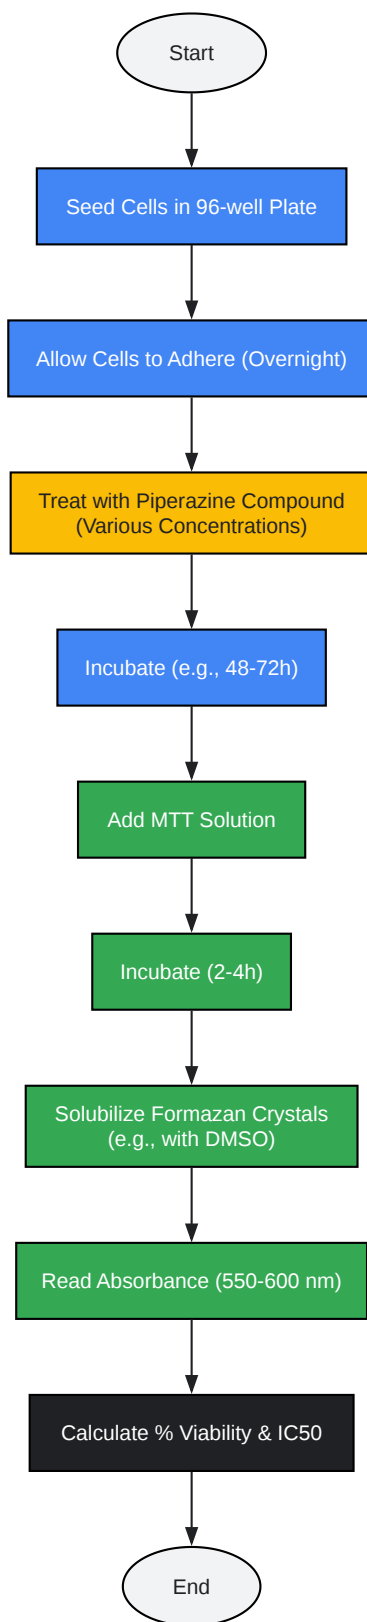 Start
Seed Cells in 96-well Plate
Allow Cells to Adhere (Overnight)
Treat with Piperazine Compound
(Various Concentrations)
Incubate (e.g., 48-72h)
Add MTT Solution
Incubate (2-4h)
Solubilize Formazan Crystals
(e.g., with DMSO)
Read Absorbance (550-600 nm)
Calculate % Viability & IC50
End